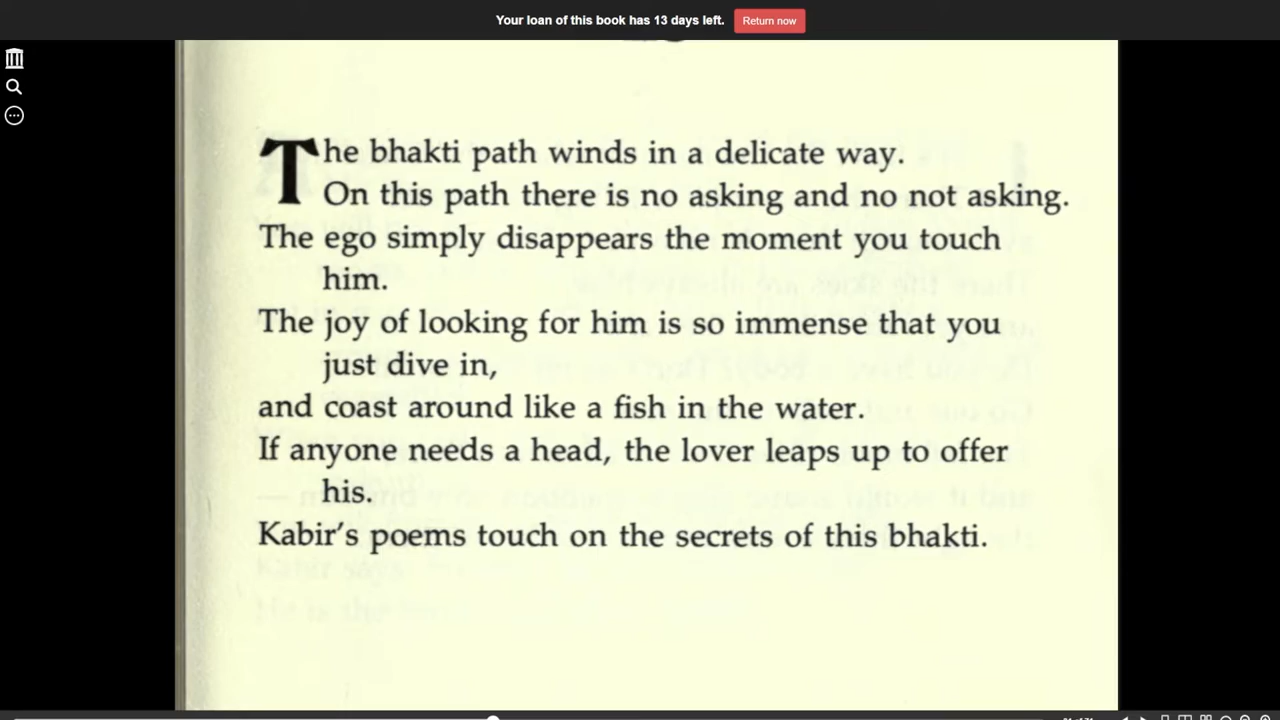 Your loan of this book has 13 days left. Return now
The bhakti path winds in a delicate way.
On this path there is no asking and no not asking.
The ego simply disappears the moment you touch
him.
The joy of looking for him is so immense that you
just dive in,
and coast around like a fish in the water.
If anyone needs a head, the lover leaps up to offer
his.
Kabir's poems touch on the secrets of this bhakti.